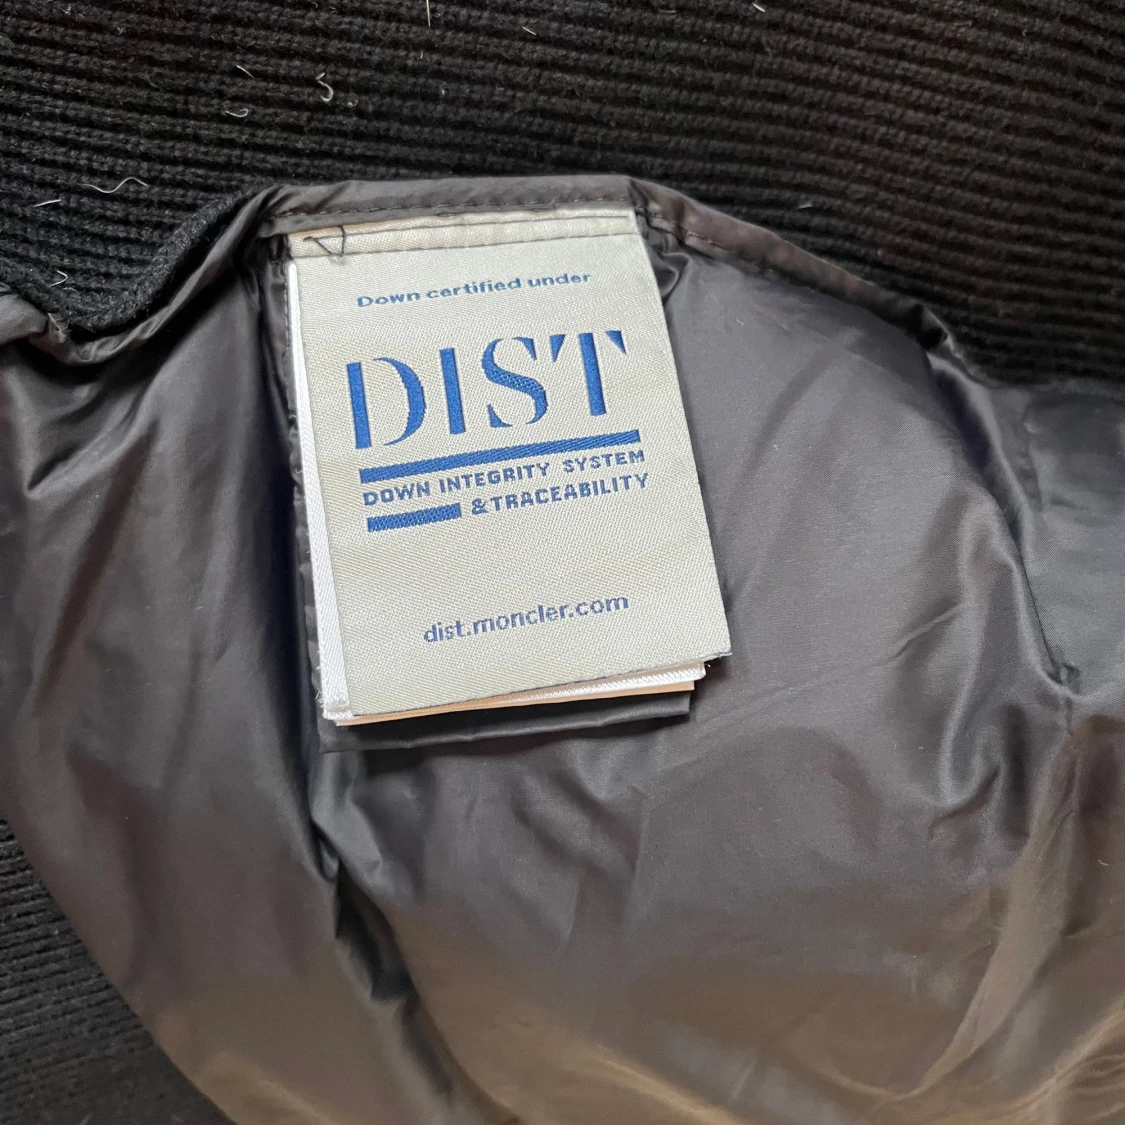 Down certified under
DIST
DOWN INTEGRITY SYSTEM
&TRACEABILITY
dist.moncler.com